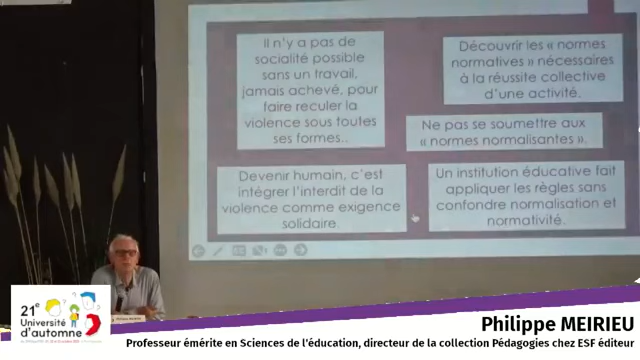 Il n'y a pas de
socialité possible
sans un travail,
jamais achevé, pour
faire reculer la
violence sous toutes
ses formes..
Découvrir les « normes
normatives » nécessaires
à la réussite collective
d'une activité.
Ne pas se soumettre aux
« normes normalisantes ».
Devenir humain, c'est
intégrer l'interdit de la
violence comme exigence
solidaire.
Un institution éducative fait
appliquer les règles sans
confondre normalisation et
normativité.
21e
Université
d'automne
Philippe MEIRIEU
Professeur émérite en Sciences de l'éducation, directeur de la collection Pédagogies chez ESF éditeur